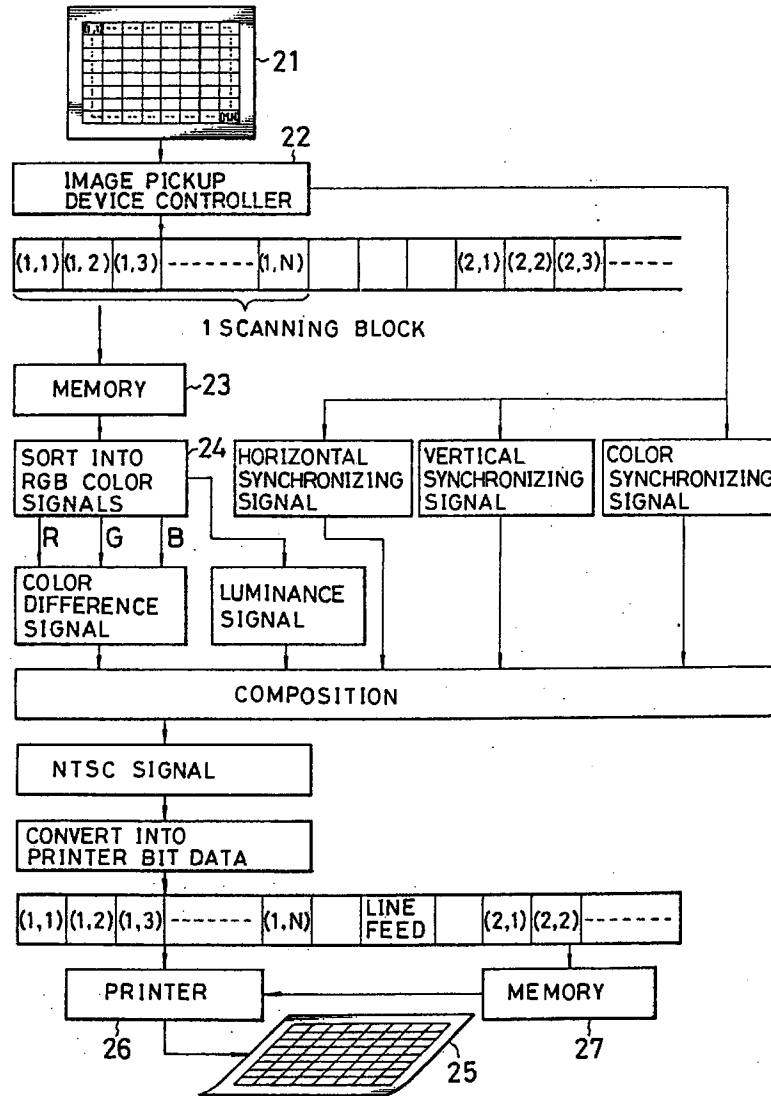 (1,1)
(M,N)
21
22
IMAGE PICKUP
DEVICE CONTROLLER
(1,1) (1,2) (1,3) -------- (1,N) (2,1) (2,2) (2,3) -----
1 SCANNING BLOCK
MEMORY
23
24
SORT INTO
RGB COLOR
SIGNALS
HORIZONTAL
SYNCHRONIZING
SIGNAL
VERTICAL
SYNCHRONIZING
SIGNAL
COLOR
SYNCHRONIZING
SIGNAL
R G B
COLOR
DIFFERENCE
SIGNAL
LUMINANCE
SIGNAL
COMPOSITION
NTSC SIGNAL
CONVERT INTO
PRINTER BIT DATA
(1,1) (1,2) (1,3) -------- (1,N) LINE FEED (2,1) (2,2) --------
PRINTER
MEMORY
26
25
27